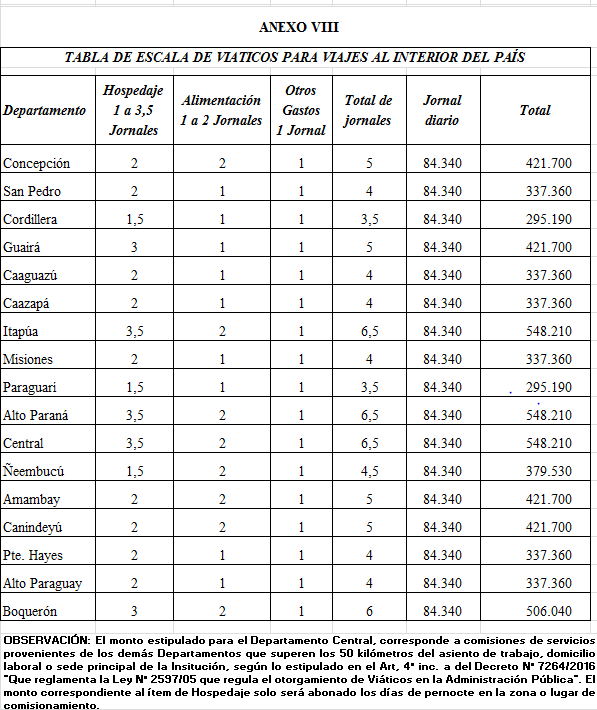 ANEXO VIII
TABLA DE ESCALA DE VIATICOS PARA VIAJES AL INTERIOR DEL PAÍS
Departamento Hospedaje 1 a 3,5 Jornales Alimentación 1 a 2 Jornales Otros Gastos 1 Jornal Total de jornales Jornal diario Total
Concepción 2 2 1 5 84.340 421.700
San Pedro 2 1 1 4 84.340 337.360
Cordillera 1,5 1 1 3,5 84.340 295.190
Guairá 3 1 1 5 84.340 421.700
Caaguazú 2 1 1 4 84.340 337.360
Caazapá 2 1 1 4 84.340 337.360
Itapúa 3,5 2 1 6,5 84.340 548.210
Misiones 2 1 1 4 84.340 337.360
Paraguarí 1,5 1 1 3,5 84.340 295.190
Alto Paraná 3,5 2 1 6,5 84.340 548.210
Central 3,5 2 1 6,5 84.340 548.210
Ñeembucú 1,5 2 1 4,5 84.340 379.530
Amambay 2 2 1 5 84.340 421.700
Canindeyú 2 2 1 5 84.340 421.700
Pte. Hayes 2 1 1 4 84.340 337.360
Alto Paraguay 2 1 1 4 84.340 337.360
Boquerón 3 2 1 6 84.340 506.040
OBSERVACIÓN: El monto estipulado para el Departamento Central, corresponde a comisiones de servicios
provenientes de los demás Departamentos que superen los 50 kilómetros del asiento de trabajo, domicilio
laboral o sede principal de la Insitución, según lo estipulado en el Art, 4º inc. a del Decreto Nº 7264/2016
"Que reglamenta la Ley Nº 2597/05 que regula el otorgamiento de Viáticos en la Administración Pública". El
monto correspondiente al ítem de Hospedaje solo será abonado los días de pernocte en la zona o lugar de
comisionamiento.